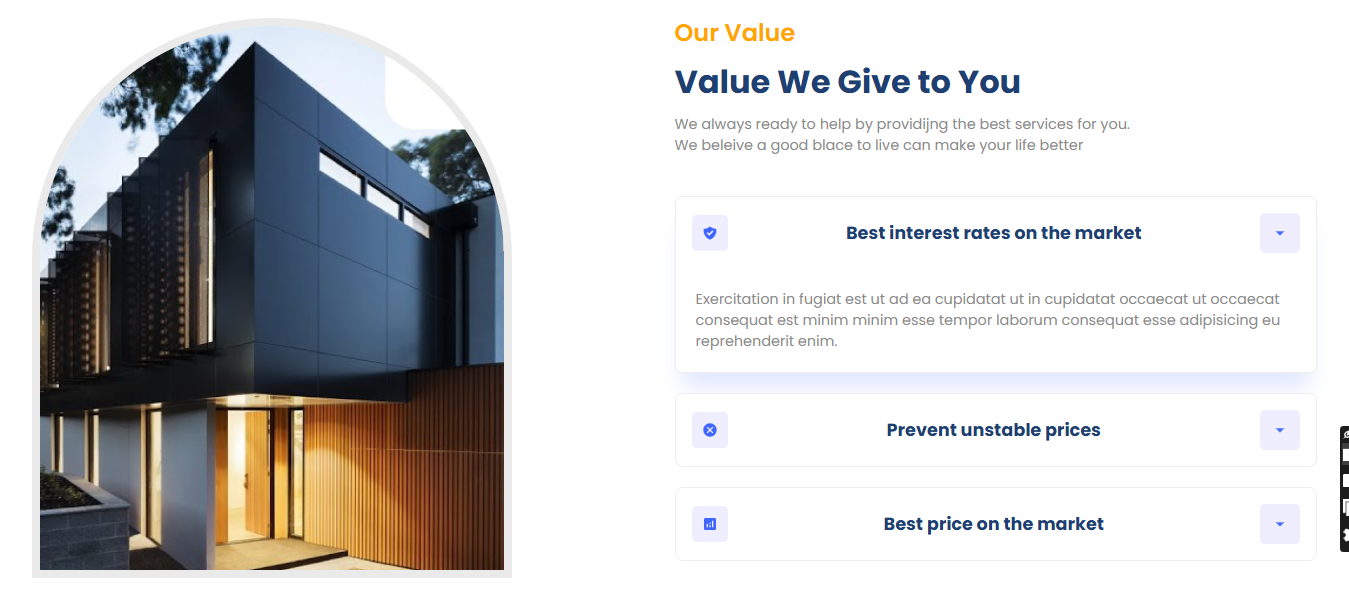 Our Value
Value We Give to You
We always ready to help by providijng the best services for you.
We beleive a good blace to live can make your life better
Best interest rates on the market
Exercitation in fugiat est ut ad ea cupidatat ut in cupidatat occaecat ut occaecat
consequat est minim minim esse tempor laborum consequat esse adipisicing eu
reprehenderit enim.
Prevent unstable prices
Best price on the market